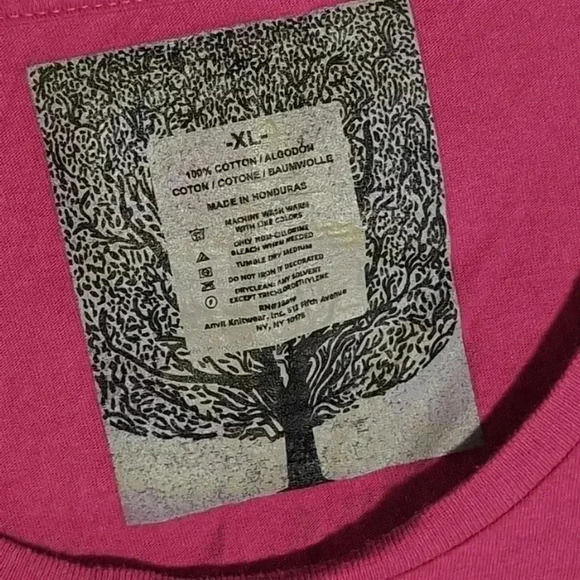 -XL-
100% COTTON / ALGODÓN
COTON / COTONE / BAUMWOLLE
MADE IN HONDURAS
MACHINE WASH WARM
WITH LIKE COLORS
ONLY NON-CHLORINE
BLEACH WHEN NEEDED
TUMBLE DRY MEDIUM
DO NOT IRON IF DECORATED
DRYCLEAN: ANY SOLVENT
EXCEPT TRICHLOROETHYLENE
Anvil Knitwear, Inc. 512 Fifth Avenue
NY, NY 10175